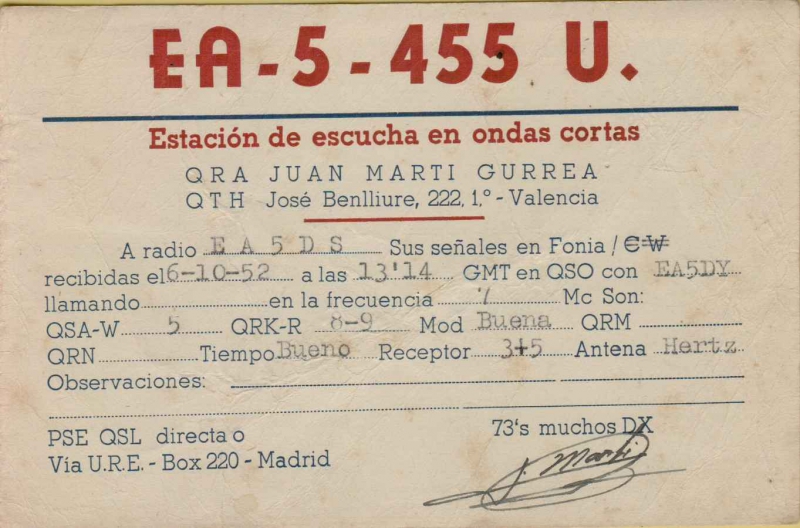 EA-5-455 U.
Estación de escucha en ondas cortas
QRA JUAN MARTI GURREA
QTH José Benlliure, 222, 1.° - Valencia
A radio EA5DS Sus señales en Fonia / CW
recibidas el 6-10-52 a las 13'14 GMT en QSO con EA5DY
llamando en la frecuencia 7 Mc Son:
QSA-W 5 QRK-R 8-9 Mod Buena QRM
QRN Tiempo Bueno Receptor 3+5 Antena Hertz
Observaciones:
PSE QSL directa o 73's muchos DX
Vía U.R.E. - Box 220 - Madrid
J. Marti